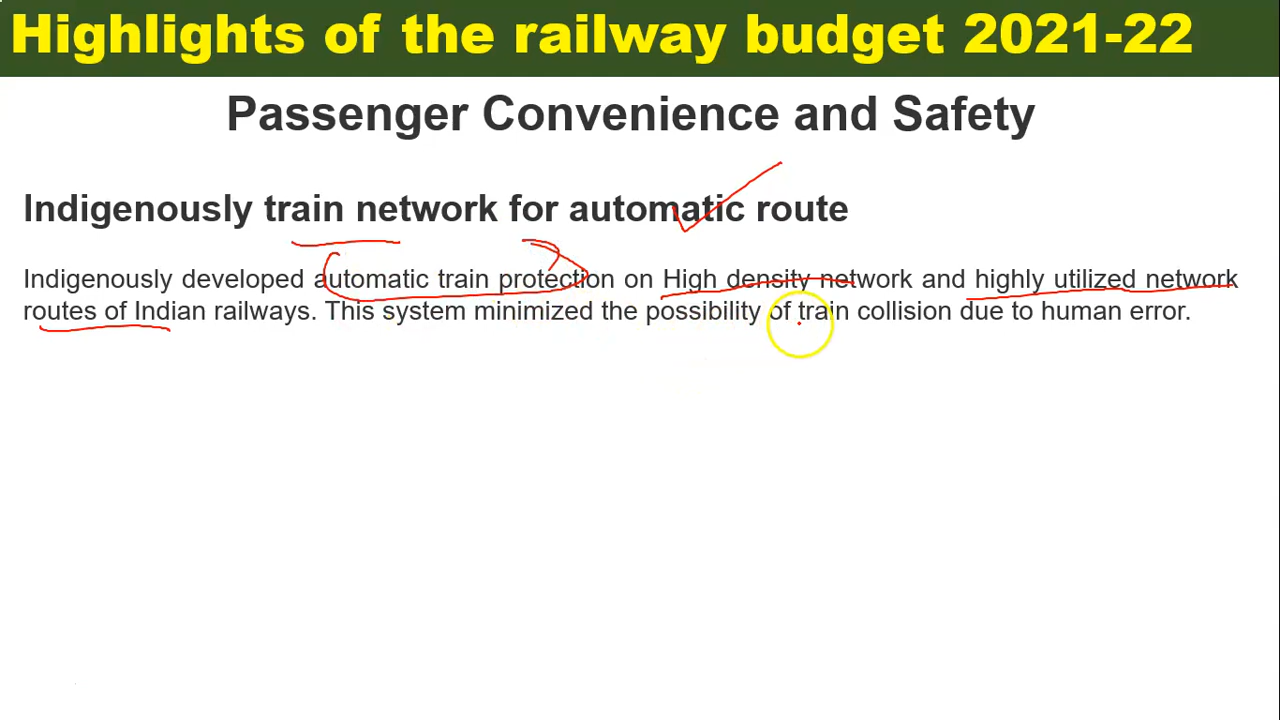 Highlights of the railway budget 2021-22
Passenger Convenience and Safety
Indigenously train network for automatic route
Indigenously developed automatic train protection on High density network and highly utilized network
routes of Indian railways. This system minimized the possibility of train collision due to human error.